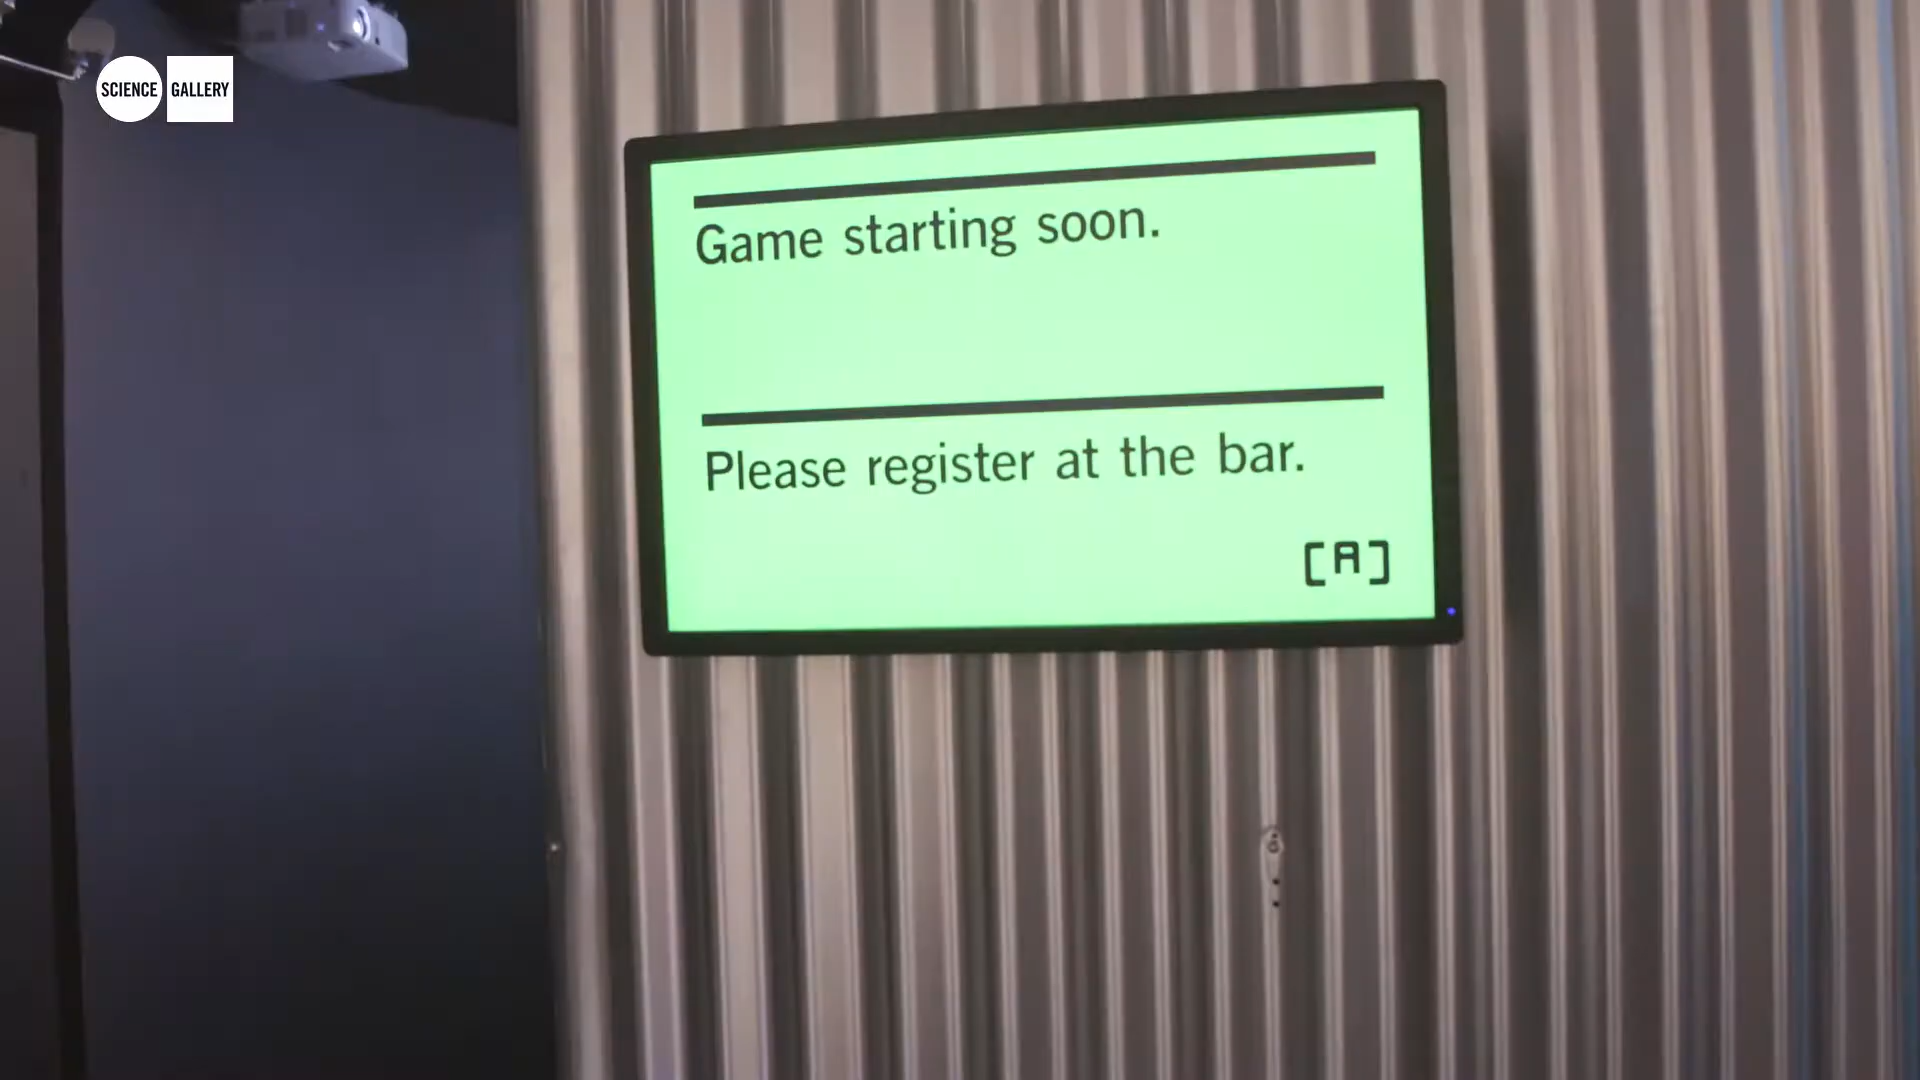 SCIENCE GALLERY
Game starting soon.
Please register at the bar.
[A]